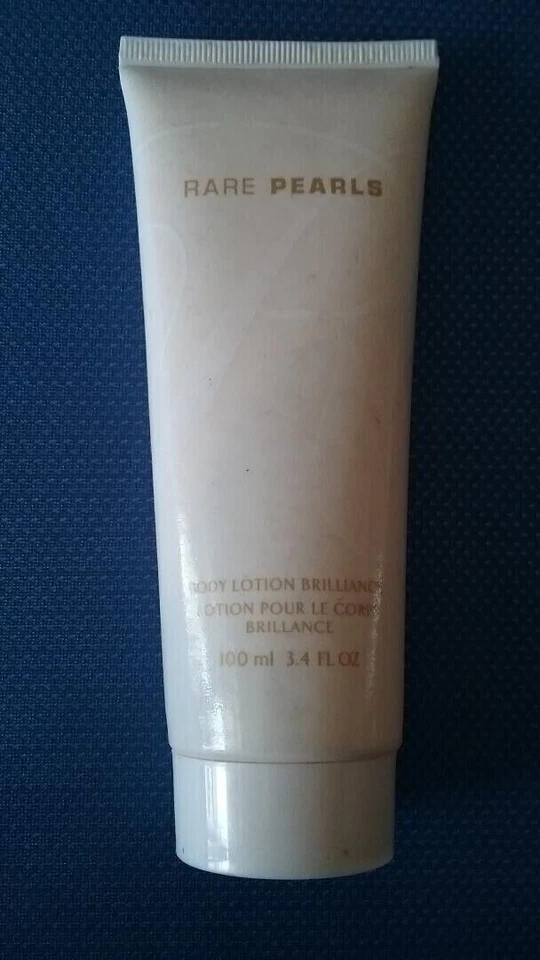 RARE PEARLS
BODY LOTION BRILLIANCE
LOTION POUR LE CORPS
BRILLANCE
100 ml 3.4 FL OZ